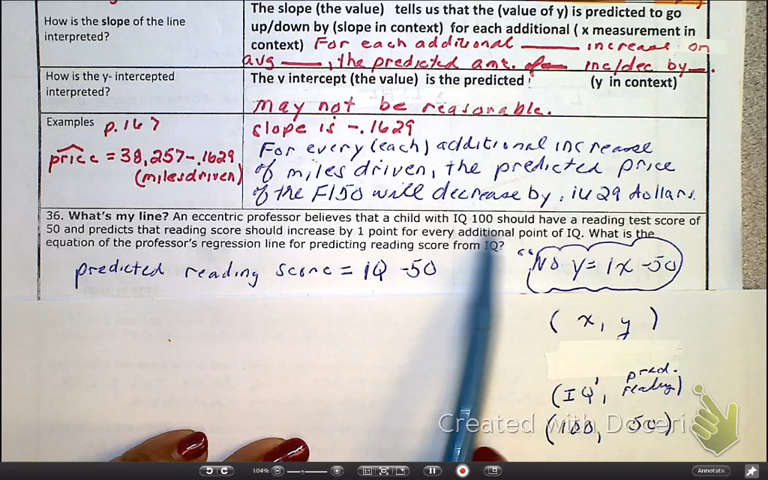 The slope (the value) tells us that the (value of y) is predicted to go
How is the slope of the line
interpreted?
up/down by (slope in context) for each additional ( x measurement in
context) For each additional ____ increase on
avg ____, the predicted amt. inc/dec by __.
How is the y- intercepted
interpreted?
The v intercept (the value) is the predicted (y in context)
may not be reasonable.
Examples p. 167
slope is -.1629
price = 38,257-.1629
(miles driven)
For every (each) additional increase
of miles driven, the predicted price
of the F150 will decrease by .1629 dollars.
36. What's my line? An eccentric professor believes that a child with IQ 100 should have a reading test score of
50 and predicts that reading score should increase by 1 point for every additional point of IQ. What is the
equation of the professor's regression line for predicting reading score from IQ?
predicted reading score = IQ -50
"No y = 1x -50
(x, y)
(IQ, pred. reading)
(100, 50)
Created with Doceri
104%
Annotate